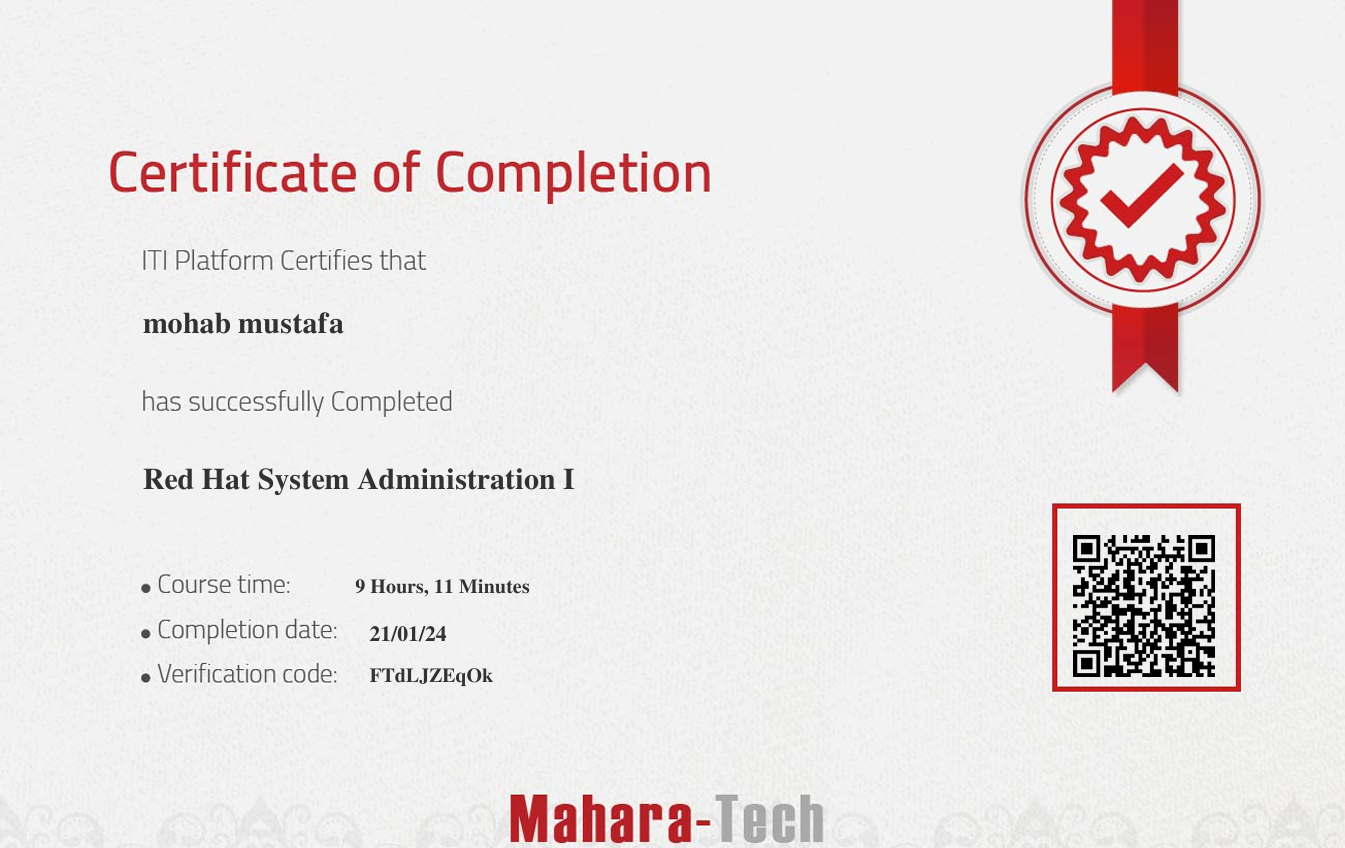 Certificate of Completion
ITI Platform Certifies that
mohab mustafa
has successfully Completed
Red Hat System Administration I
• Course time: 9 Hours, 11 Minutes
• Completion date: 21/01/24
• Verification code: FTdLJZEqOk
Mahara-Tech